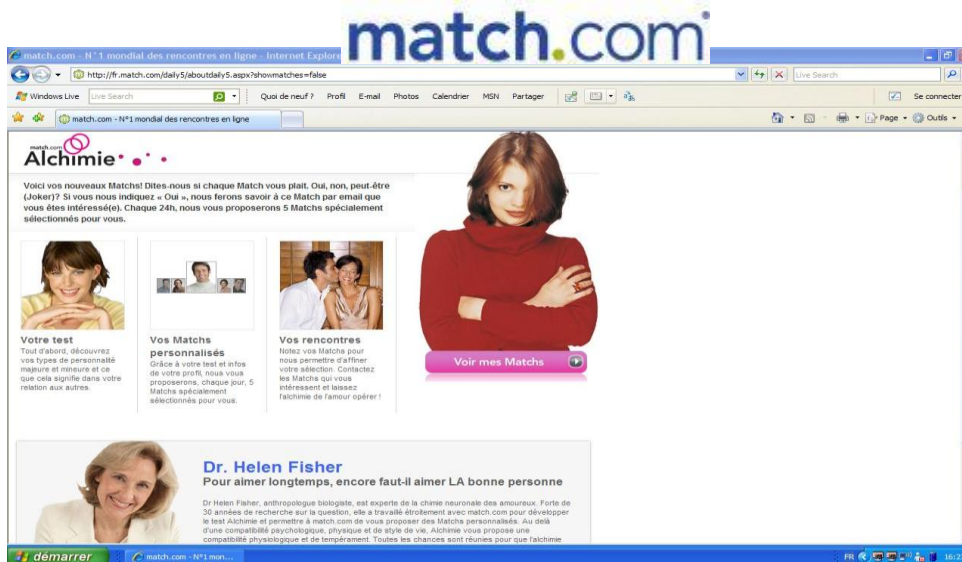 match.com
match.com - N°1 mondial des rencontres en ligne - Internet Explore
http://fr.match.com/daily5/aboutdaily5.aspx?showmatches=false
Live Search
Windows Live
Live Search
Quoi de neuf ?
Profil
E-mail
Photos
Calendrier
MSN
Partager
Se connecter
match.com - N°1 mondial des rencontres en ligne
Page
Outils
match.com
Alchimie
Voici vos nouveaux Matchs! Dites-nous si chaque Match vous plait. Oui, non, peut-être
(Joker)? Si vous nous indiquez « Oui », nous ferons savoir à ce Match par email que
vous êtes intéressé(e). Chaque 24h, nous vous proposerons 5 Matchs spécialement
sélectionnés pour vous.
Votre test
Tout d'abord, découvrez
vos types de personnalité
majeure et mineure et ce
que cela signifie dans votre
relation aux autres.
Vos Matchs
personnalisés
Grâce à votre test et infos
de votre profil, nous vous
proposerons, chaque jour, 5
Matchs spécialement
sélectionnés pour vous.
Vos rencontres
Notez vos Matchs pour
nous permettre d'affiner
votre sélection. Contactez
les Matchs qui vous
intéressent et laissez
l'alchimie de l'amour opérer !
Voir mes Matchs
Dr. Helen Fisher
Pour aimer longtemps, encore faut-il aimer LA bonne personne
Dr Helen Fisher, anthropologue biologiste, est experte de la chimie neuronale des amoureux. Forte de
30 années de recherche sur la question, elle a travaillé étroitement avec match.com pour développer
le test Alchimie et permettre à match.com de vous proposer des Matchs personnalisés. Au delà
d'une compatibilité psychologique, physique et de style de vie, Alchimie vous propose une
compatibilité physiologique et de tempérament. Toutes les chances sont réunies pour que l'alchimie
démarrer
match.com - N°1 mon...
FR